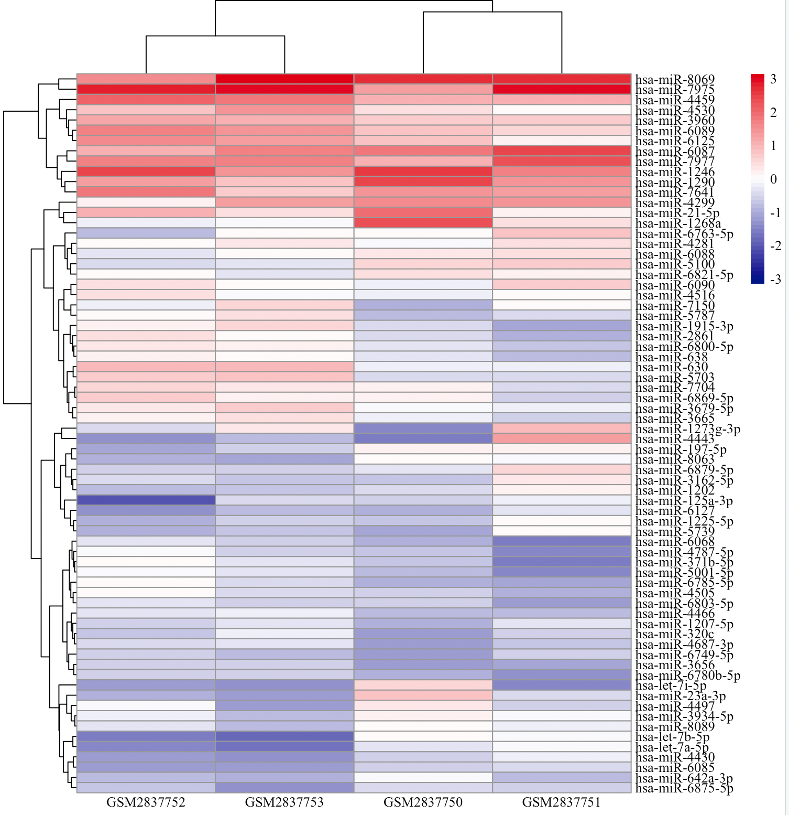 hsa-miR-8069
hsa-miR-7975
hsa-miR-4459
hsa-miR-4530
hsa-miR-3960
hsa-miR-6089
hsa-miR-6125
hsa-miR-6087
hsa-miR-7977
hsa-miR-1246
hsa-miR-1290
hsa-miR-7641
hsa-miR-4299
hsa-miR-21-5p
hsa-miR-1268a
hsa-miR-6763-5p
hsa-miR-4281
hsa-miR-6088
hsa-miR-5100
hsa-miR-6821-5p
hsa-miR-6090
hsa-miR-4516
hsa-miR-7150
hsa-miR-5787
hsa-miR-1915-3p
hsa-miR-2861
hsa-miR-6800-5p
hsa-miR-638
hsa-miR-630
hsa-miR-5703
hsa-miR-7704
hsa-miR-6869-5p
hsa-miR-3679-5p
hsa-miR-3665
hsa-miR-1273g-3p
hsa-miR-4443
hsa-miR-197-5p
hsa-miR-8063
hsa-miR-6879-5p
hsa-miR-3162-5p
hsa-miR-1202
hsa-miR-125a-3p
hsa-miR-6127
hsa-miR-1225-5p
hsa-miR-5739
hsa-miR-6068
hsa-miR-4787-5p
hsa-miR-371b-5p
hsa-miR-5001-5p
hsa-miR-6785-5p
hsa-miR-4505
hsa-miR-6803-5p
hsa-miR-4466
hsa-miR-1207-5p
hsa-miR-320c
hsa-miR-4687-3p
hsa-miR-6749-5p
hsa-miR-3656
hsa-miR-6780b-5p
hsa-let-7i-5p
hsa-miR-23a-3p
hsa-miR-4497
hsa-miR-3934-5p
hsa-miR-8089
hsa-let-7b-5p
hsa-let-7a-5p
hsa-miR-4430
hsa-miR-6085
hsa-miR-642a-3p
hsa-miR-6875-5p
3
2
1
0
-1
-2
-3
GSM2837752 GSM2837753 GSM2837750 GSM2837751